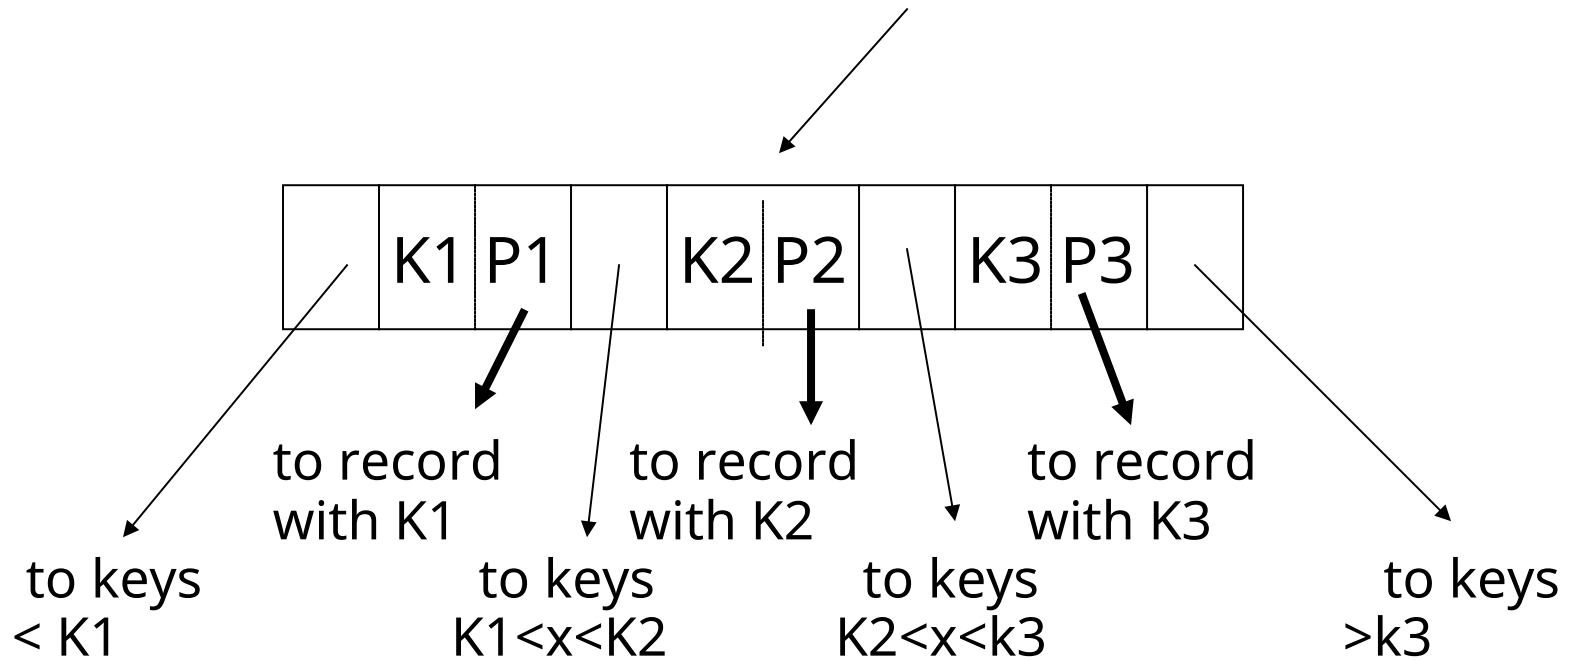 K1 P1 K2 P2 K3 P3
to record
with K1
to record
with K2
to record
with K3
to keys
< K1
to keys
K1<x<K2
to keys
K2<x<k3
to keys
>k3